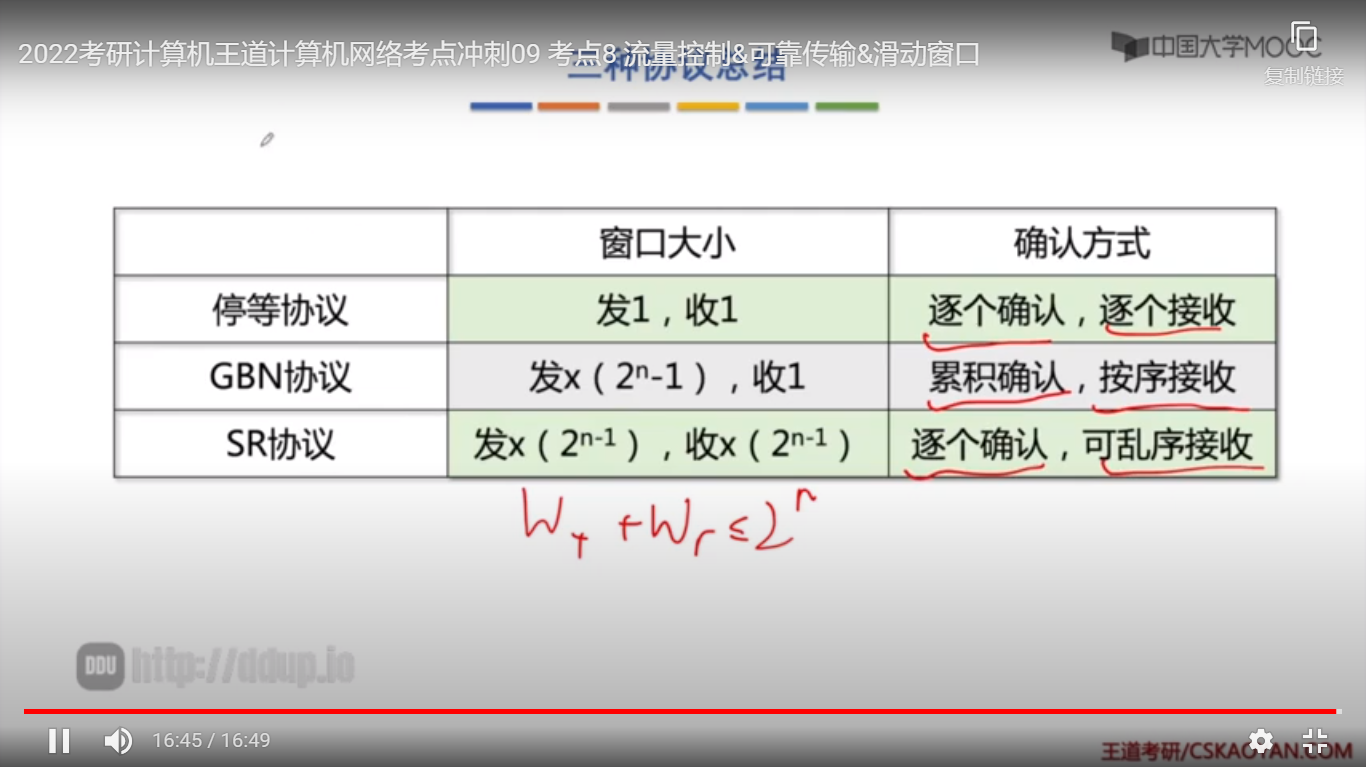 2022考研计算机王道计算机网络考点冲刺09 考点8 流量控制&可靠传输&滑动窗口
三种协议总结
中国大学MOOC
复制链接
窗口大小 确认方式
停等协议 发1，收1 逐个确认，逐个接收
GBN协议 发x（2ⁿ-1），收1 累积确认，按序接收
SR协议 发x（2ⁿ⁻¹），收x（2ⁿ⁻¹） 逐个确认，可乱序接收
W_T + W_r ≤ 2ⁿ
DDU http://ddup.io
16:45 / 16:49
王道考研/CSKAOYAN.COM